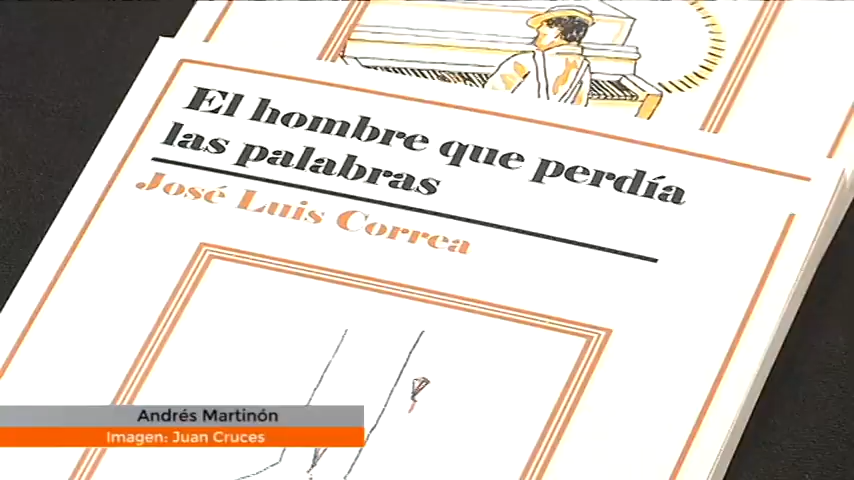 El hombre que perdía
las palabras
José Luis Correa
Andrés Martinón
Imagen: Juan Cruces